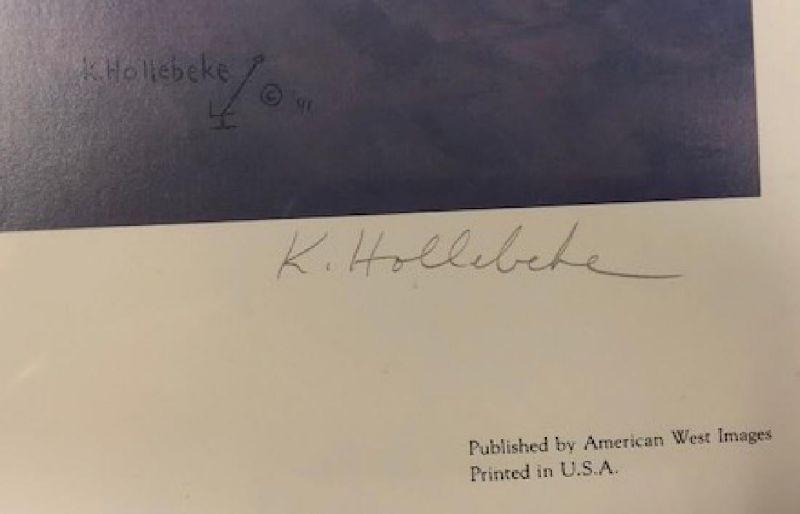 K. Hollebeke © '91
K. Hollebeke
Published by American West Images
Printed in U.S.A.